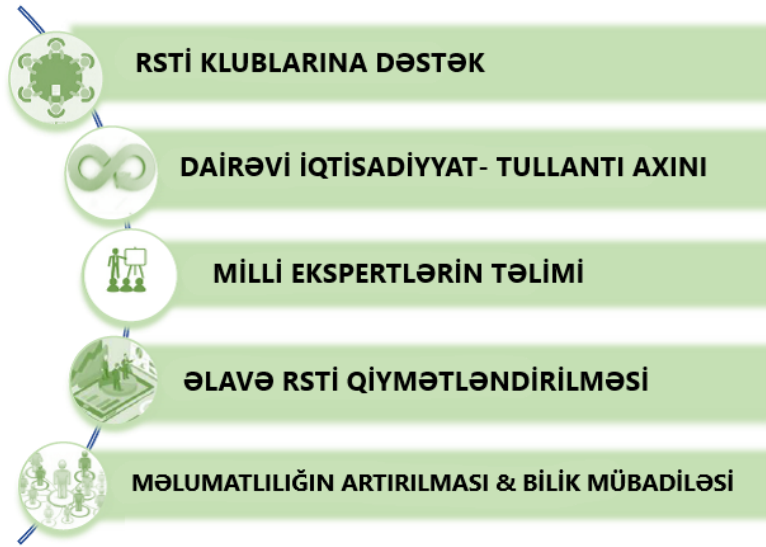 RSTİ KLUBLARINA DƏSTƏK
DAİRƏVİ İQTİSADİYYAT- TULLANTI AXINI
MİLLİ EKSPERTLƏRİN TƏLİMİ
ƏLAVƏ RSTİ QİYMƏTLƏNDİRİLMƏSİ
MƏLUMATLILIĞIN ARTIRILMASI & BİLİK MÜBADİLƏSİ